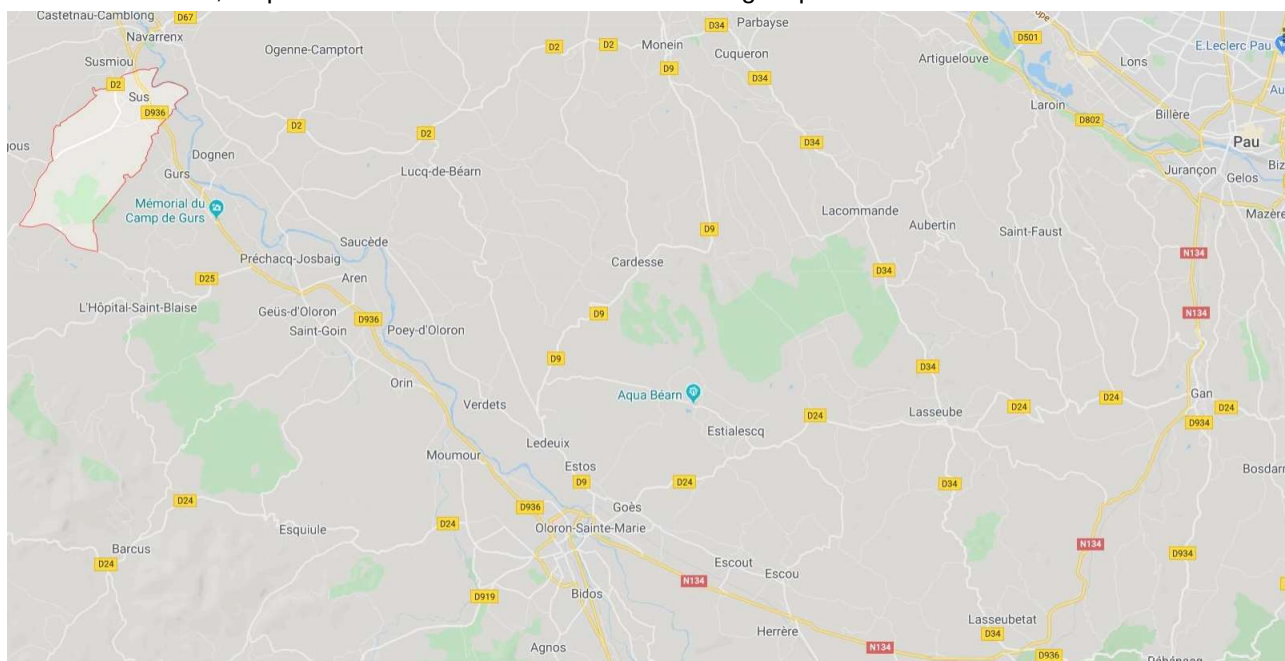 Castetnau-Camblong
D67
Navarrenx
Ogenne-Camptort
D2
D2
Monein
D34
Parbayse
Cuqueron
D9
D34
Artiguelouve
D501
Lons
E.Leclerc Pau
Susmiou
D2
Sus
D936
Laroin
Billère
D802
Pau
D2
D2
D34
Dognen
Gurs
Lucq-de-Béarn
Jurançon
Gelos
Mémorial du
Camp de Gurs
Lacommande
Aubertin
Saint-Faust
D9
Saucède
N134
Préchacq-Josbaig
Cardesse
D34
D25
Aren
L'Hôpital-Saint-Blaise
Geüs-d'Oloron
Saint-Goin
D936
Poey-d'Oloron
D9
N134
D9
D34
Orin
Aqua Béarn
Verdets
Lasseube
D24
D24
D24
Gan
D24
D934
Estialescq
Ledeuix
Moumour
Estos
D9
D24
D34
Bosdarr
D24
D936
Goès
Oloron-Sainte-Marie
D24
Esquiule
Barcus
D24
N134
D934
Escout
Escou
N134
D919
Bidos
Lasseubetat
D34
Herrère
Agnos
N134
D936